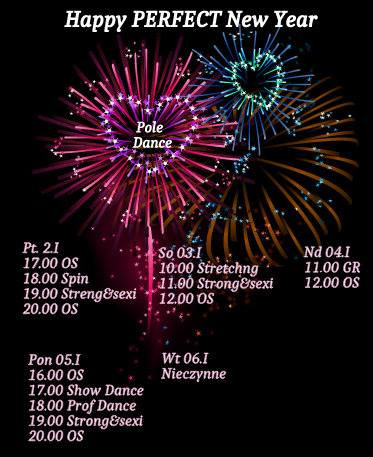 Happy PERFECT New Year
Pole
Dance
Pt. 2.I
17.00 OS
18.00 Spin
19.00 Streng&sexi
20.00 OS
So 03.I
10.00 Stretchng
11.00 Strong&sexi
12.00 OS
Nd 04.I
11.00 GR
12.00 OS
Pon 05.I
16.00 OS
17.00 Show Dance
18.00 Prof Dance
19.00 Strong&sexi
20.00 OS
Wt 06.I
Nieczynne